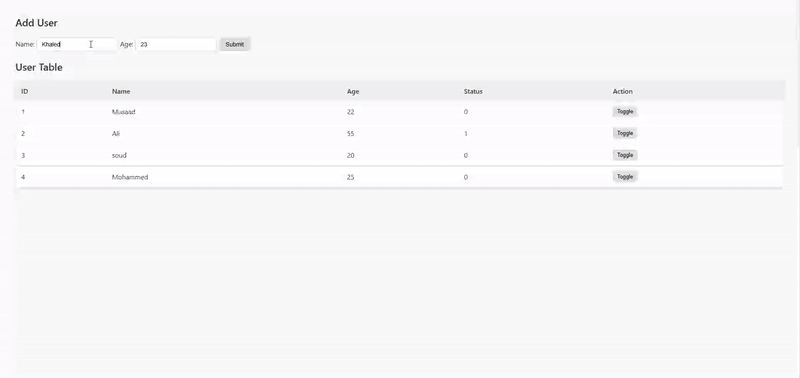 Add User
Name: Khaled Age: 23 Submit
User Table
ID Name Age Status Action
1 22 0 Toggle
2 Ali 55 1 Toggle
3 soud 20 0 Toggle
4 Mohammed 25 0 Toggle